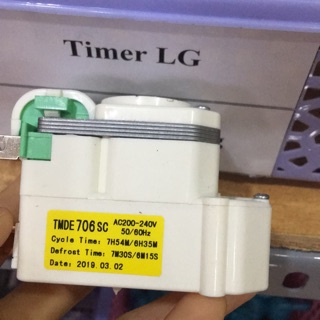 Timer LG
TMDE706SC AC200-240V
50/60Hz
Cycle Time: 7H54M/6H35M
Defrost Time: 7M30S/6M15S
Date: 2019.03.02